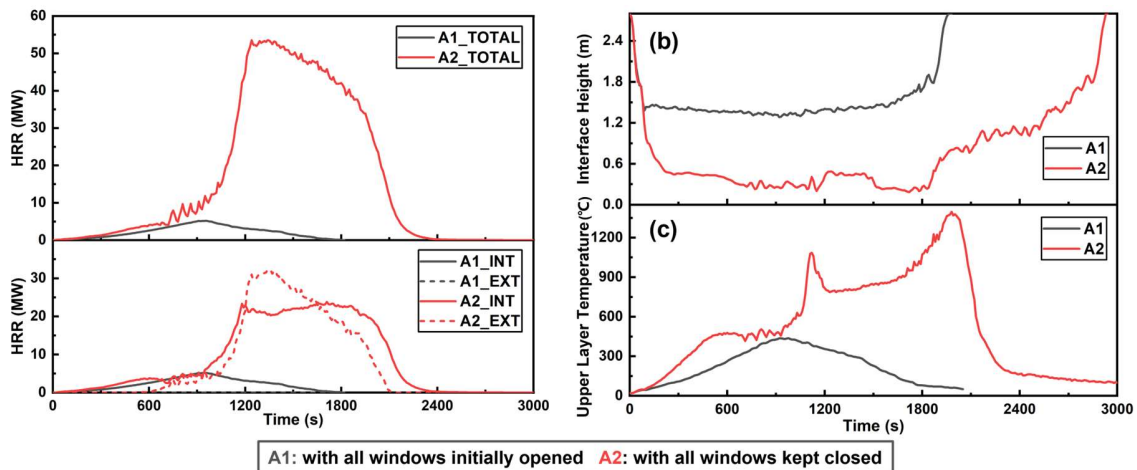 60
50
40
30
20
10
0
HRR (MW)
A1_TOTAL
A2_TOTAL
30
20
10
0
HRR (MW)
A1_INT
A1_EXT
A2_INT
A2_EXT
0 600 1200 1800 2400 3000
Time (s)
(b)
2.4
1.8
1.2
0.6
0.0
Interface Height (m)
A1
A2
(c)
1200
900
600
300
0
Upper Layer Temperature(°C)
A1
A2
0 600 1200 1800 2400 3000
Time (s)
A1: with all windows initially opened A2: with all windows kept closed